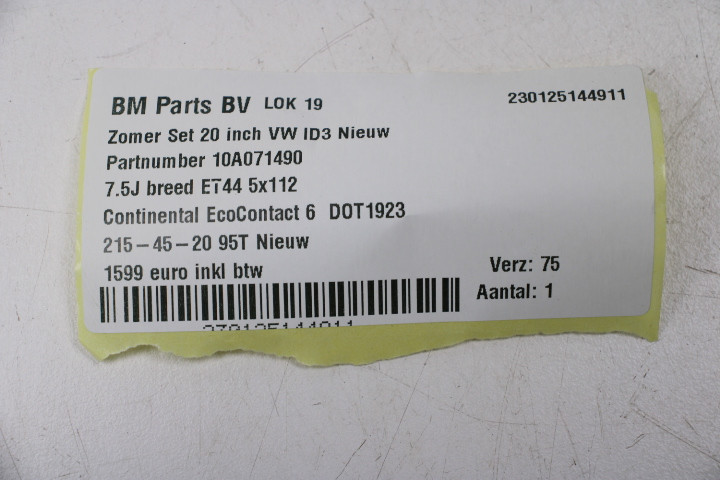 BM Parts BV LOK 19 230125144911
Zomer Set 20 inch VW ID3 Nieuw
Partnumber 10A071490
7.5J breed ET44 5x112
Continental EcoContact 6 DOT1923
215-45-20 95T Nieuw
1599 euro inkl btw Verz: 75
Aantal: 1
230125144911